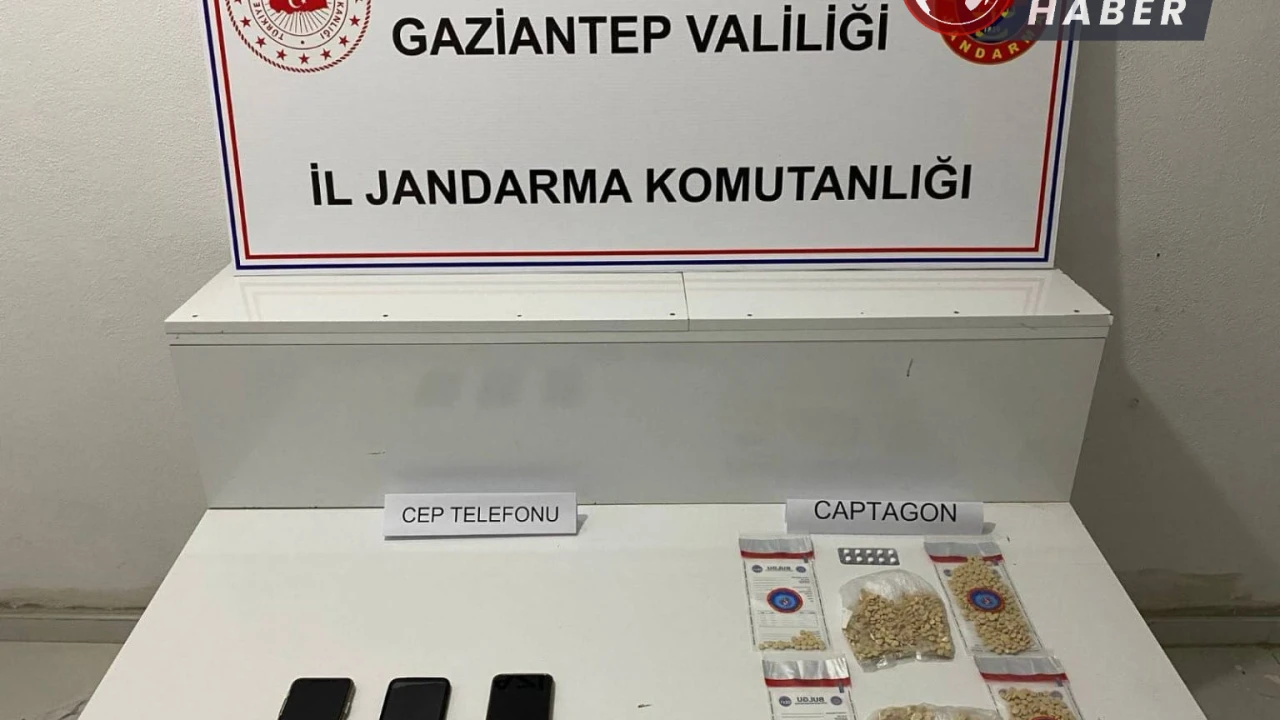 HABER
GAZİANTEP VALİLİĞİ
İL JANDARMA KOMUTANLIĞI
CEP TELEFONU
CAPTAGON